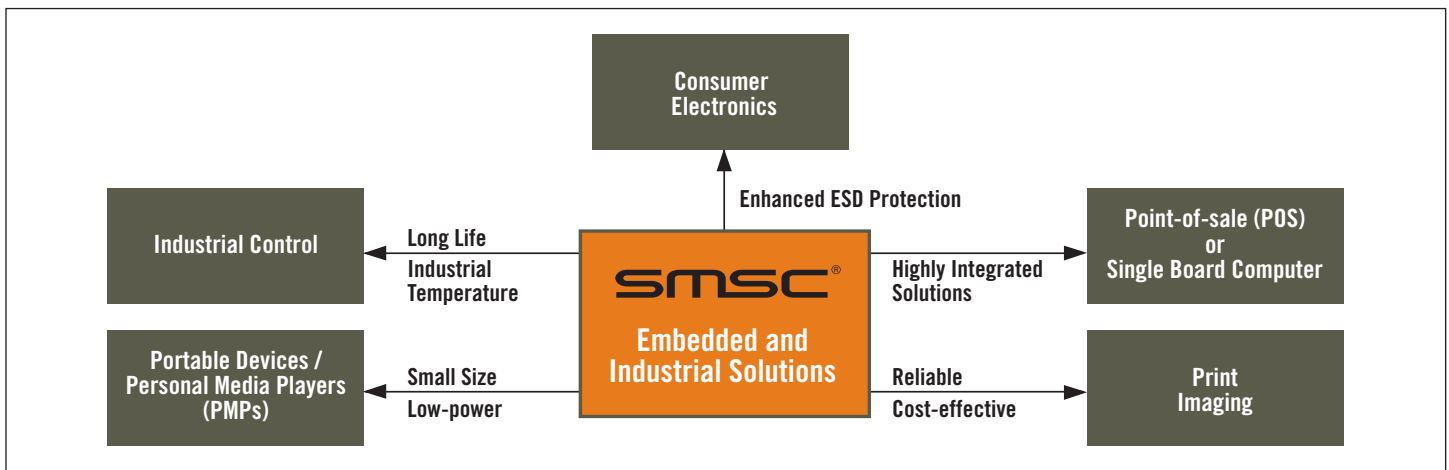 Consumer
Electronics
Enhanced ESD Protection
Industrial Control
Long Life
Industrial
Temperature
SMSC®
Embedded and
Industrial Solutions
Highly Integrated
Solutions
Point-of-sale (POS)
or
Single Board Computer
Portable Devices /
Personal Media Players
(PMPs)
Small Size
Low-power
Reliable
Cost-effective
Print
Imaging